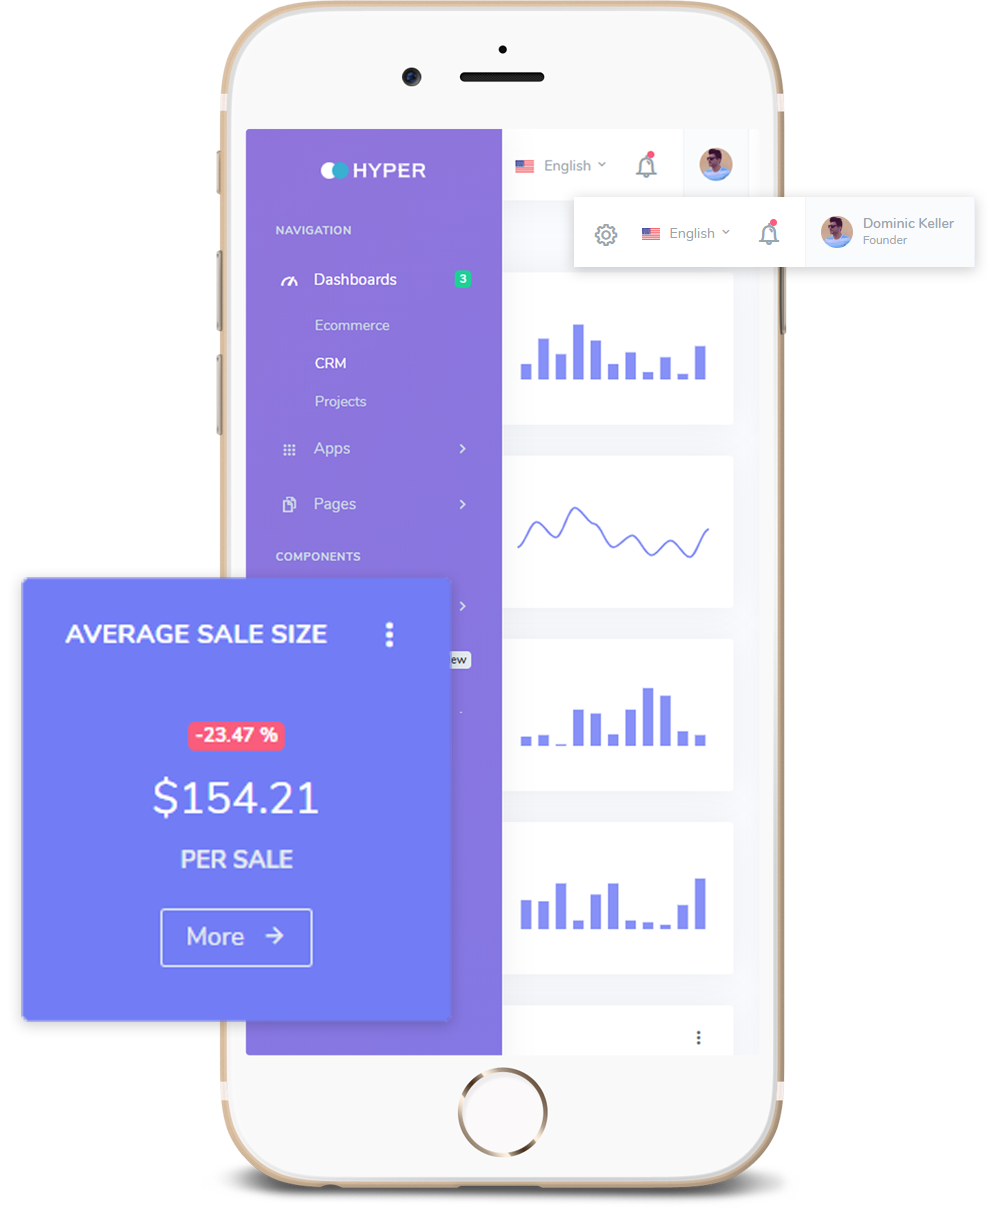 HYPER
English
NAVIGATION
English
Dominic Keller
Founder
Dashboards
3
Ecommerce
CRM
Projects
Apps
Pages
COMPONENTS
AVERAGE SALE SIZE
ew
-23.47 %
$154.21
PER SALE
More